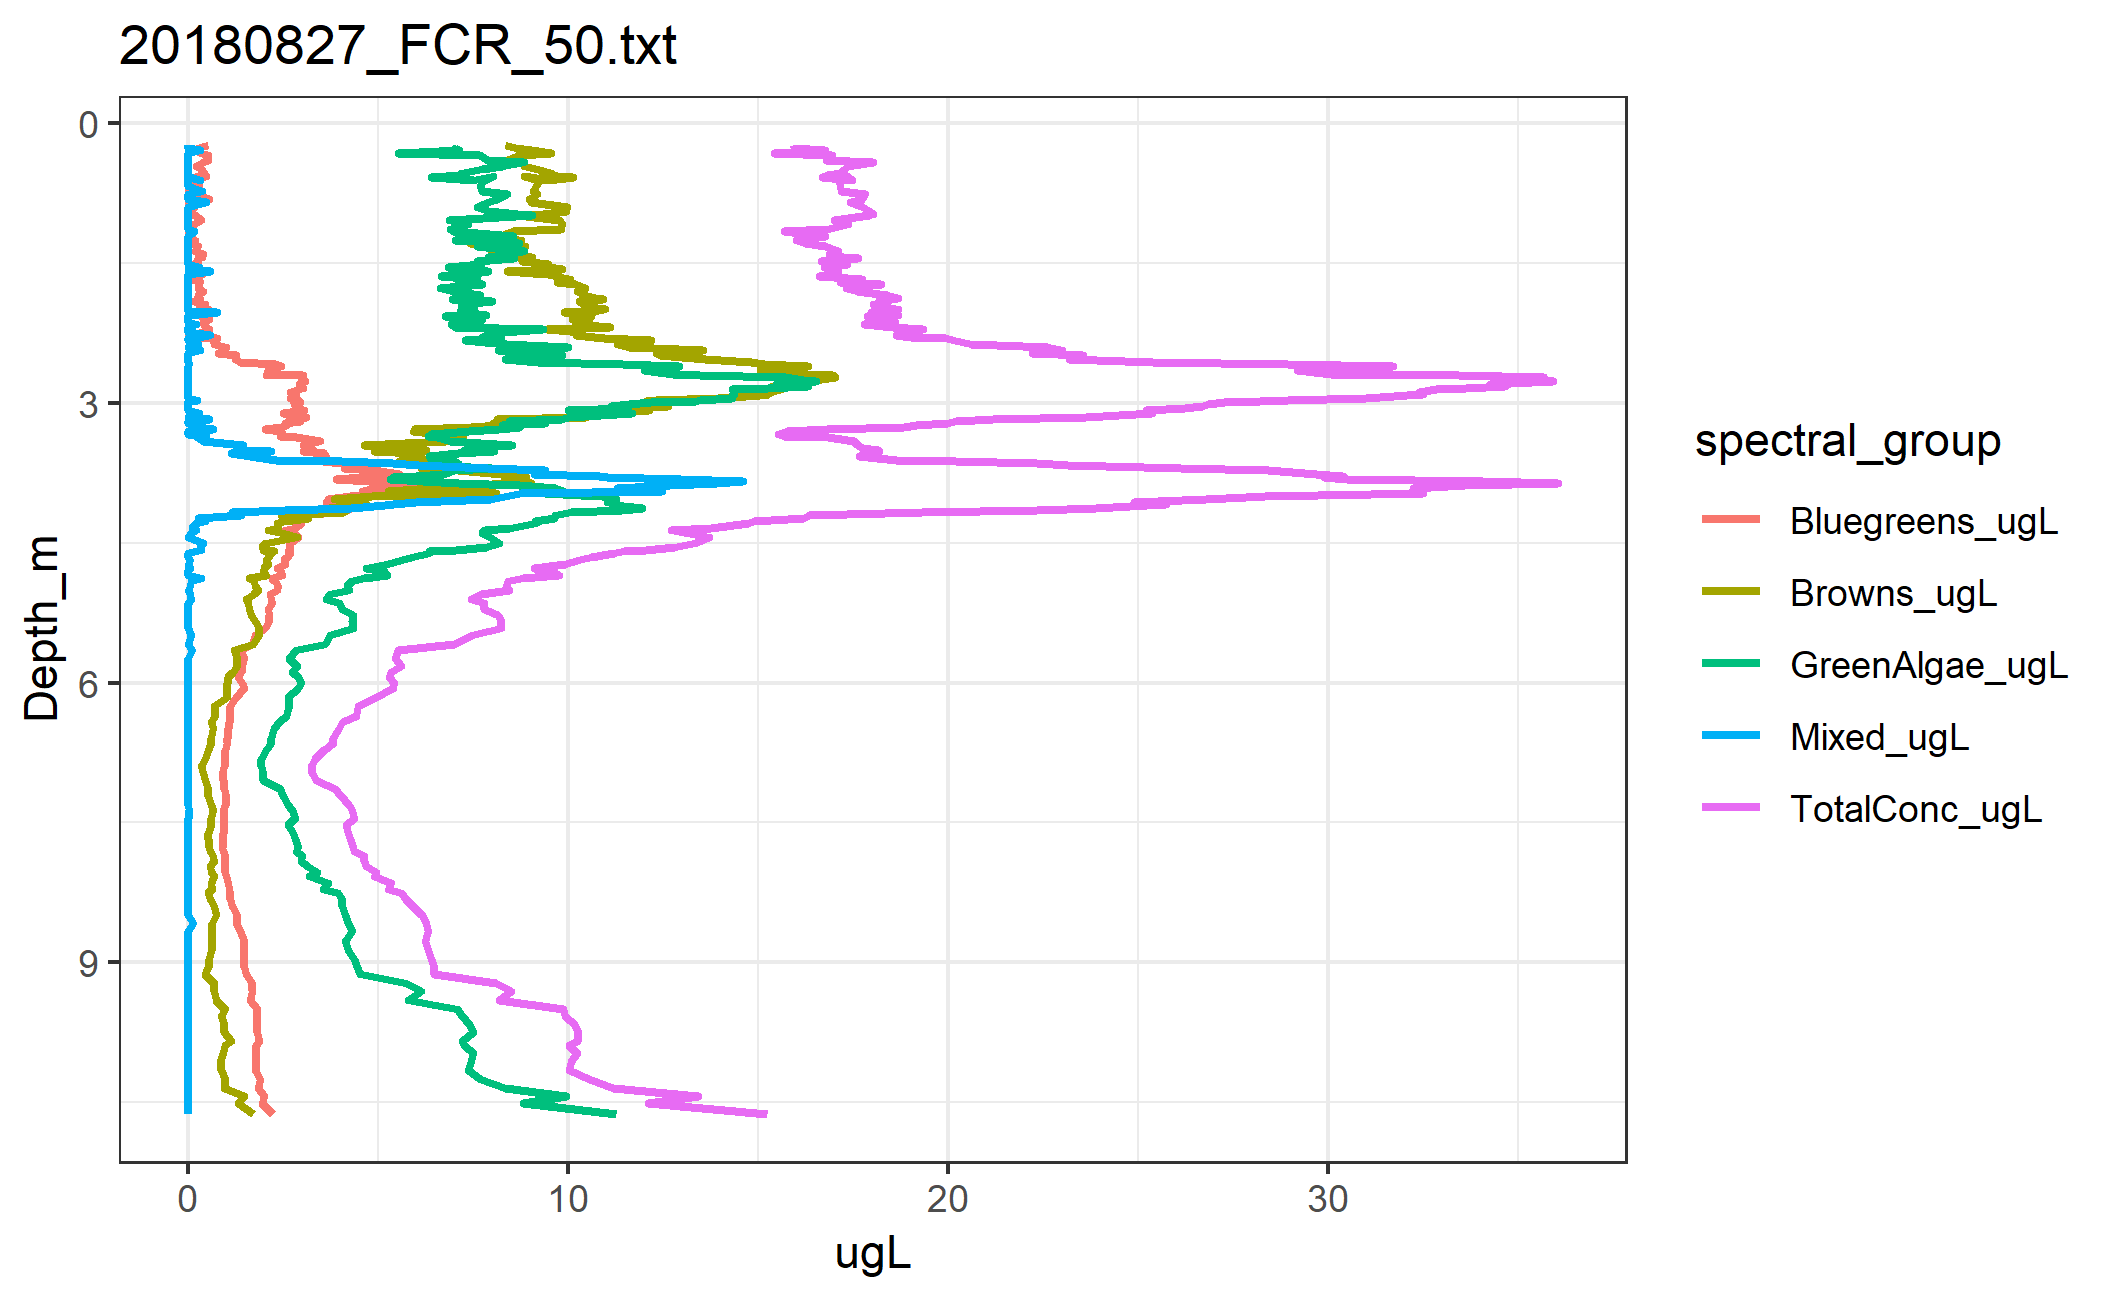 20180827_FCR_50.txt
0
3
6
9
Depth_m
0 10 20 30
ugL
spectral_group
Bluegreens_ugL
Browns_ugL
GreenAlgae_ugL
Mixed_ugL
TotalConc_ugL